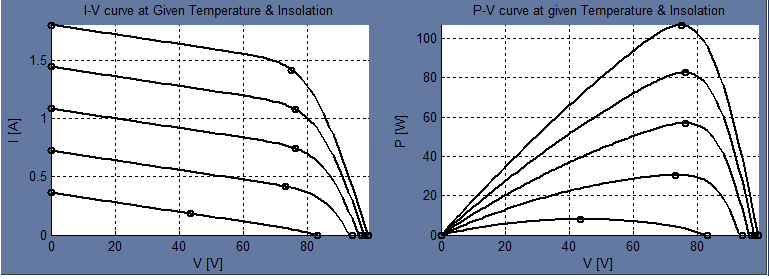 I-V curve at Given Temperature & Insolation
P-V curve at given Temperature & Insolation
I [A]
1.5
1
0.5
0
0 20 40 60 80 100
V [V]
P [W]
100
80
60
40
20
0
0 20 40 60 80
V [V]